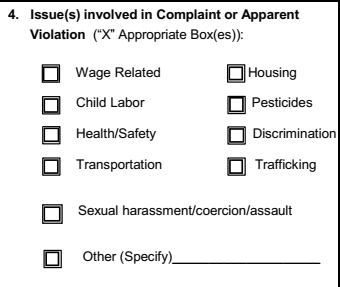 4. Issue(s) involved in Complaint or Apparent
Violation ("X" Appropriate Box(es)):
Wage Related Housing
Child Labor Pesticides
Health/Safety Discrimination
Transportation Trafficking
Sexual harassment/coercion/assault
Other (Specify)____________________